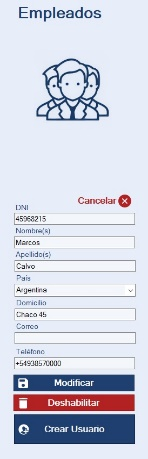 Empleados
Cancelar
DNI
45968215
Nombre(s)
Marcos
Apellido(s)
Calvo
País
Argentina
Domicilio
Chaco 45
Correo
Teléfono
+54938570000
Modificar
Deshabilitar
Crear Usuario